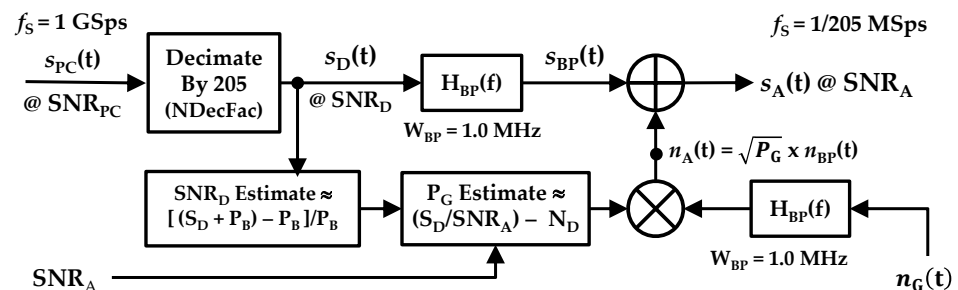 f_S = 1 GSps
f_S = 1/205 MSps
s_PC(t)
@ SNR_PC
Decimate
By 205
(NDecFac)
s_D(t)
@ SNR_D
H_BP(f)
W_BP = 1.0 MHz
s_BP(t)
s_A(t) @ SNR_A
n_A(t) = √P_G x n_BP(t)
SNR_D Estimate ≈
[ (S_D + P_B) – P_B ]/P_B
P_G Estimate ≈
(S_D/SNR_A) – N_D
H_BP(f)
W_BP = 1.0 MHz
SNR_A
n_G(t)